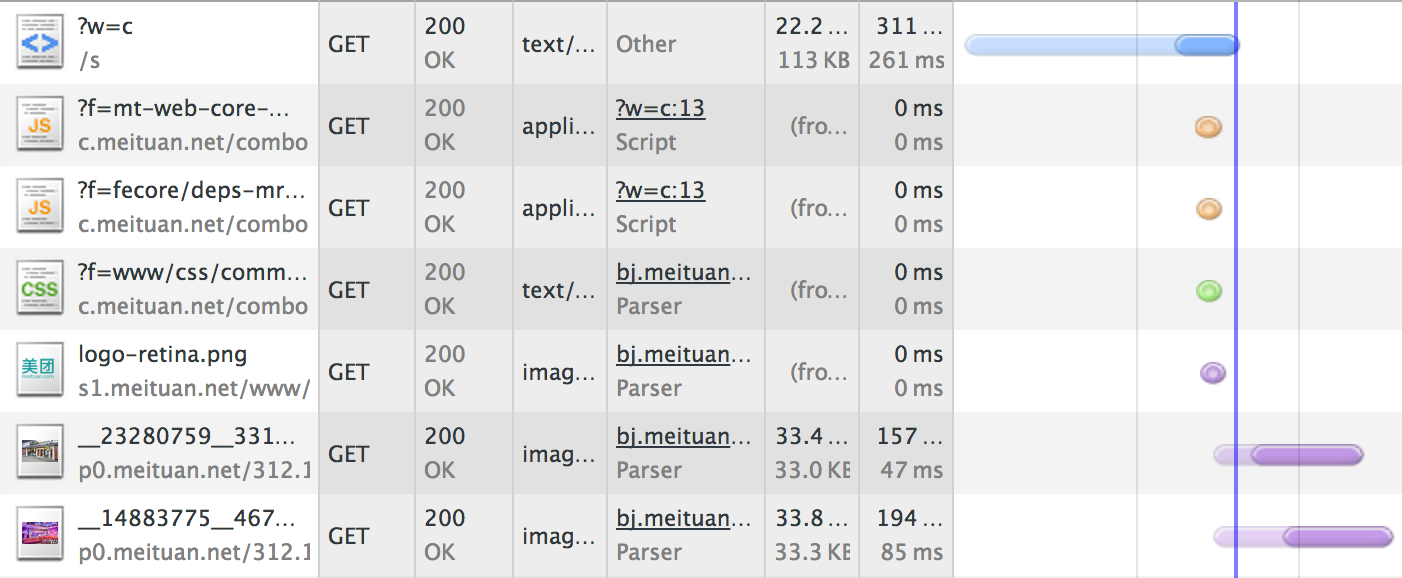 ?w=c
/s
GET
200
OK
text/...
Other
22.2 ...
113 KB
311 ...
261 ms
JS
?f=mt-web-core-...
c.meituan.net/combo
GET
200
OK
appli...
?w=c:13
Script
(fro...
0 ms
0 ms
JS
?f=fecore/deps-mr...
c.meituan.net/combo
GET
200
OK
appli...
?w=c:13
Script
(fro...
0 ms
0 ms
CSS
?f=www/css/comm...
c.meituan.net/combo
GET
200
OK
text/...
bj.meituan...
Parser
(fro...
0 ms
0 ms
美团
meituan.com
logo-retina.png
s1.meituan.net/www/
GET
200
OK
imag...
bj.meituan...
Parser
(fro...
0 ms
0 ms
__23280759__331...
p0.meituan.net/312.1
GET
200
OK
imag...
bj.meituan...
Parser
33.4 ...
33.0 KB
157 ...
47 ms
__14883775__467...
p0.meituan.net/312.1
GET
200
OK
imag...
bj.meituan...
Parser
33.8 ...
33.3 KB
194 ...
85 ms